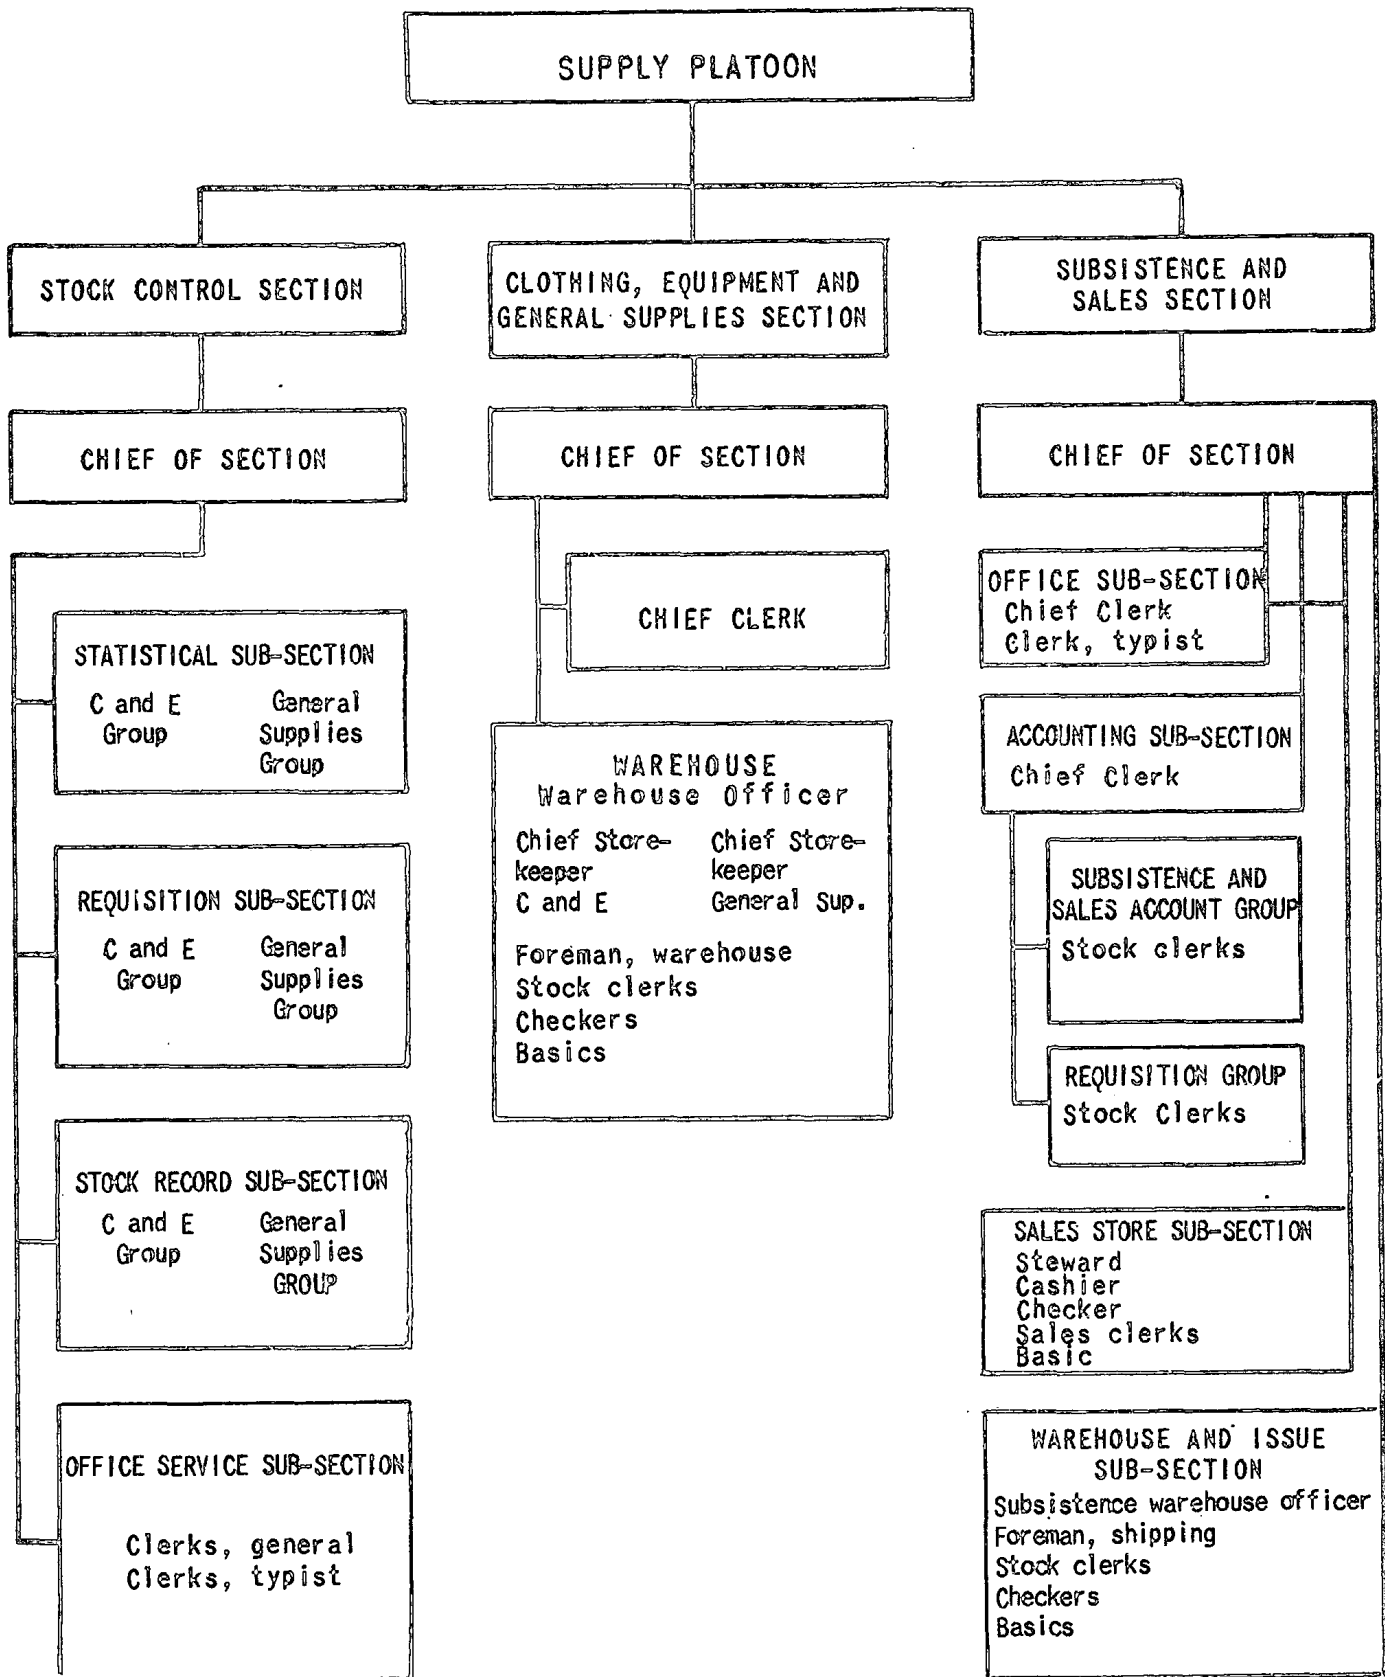 SUPPLY PLATOON
STOCK CONTROL SECTION
CHIEF OF SECTION
STATISTICAL SUB-SECTION
C and E
Group
General
Supplies
Group
REQUISITION SUB-SECTION
C and E
Group
General
Supplies
Group
STOCK RECORD SUB-SECTION
C and E
Group
General
Supplies
GROUP
OFFICE SERVICE SUB-SECTION
Clerks, general
Clerks, typist
CLOTHING, EQUIPMENT AND
GENERAL SUPPLIES SECTION
CHIEF OF SECTION
CHIEF CLERK
WAREHOUSE
Warehouse Officer
Chief Store-
keeper
C and E
Chief Store-
keeper
General Sup.
Foreman, warehouse
Stock clerks
Checkers
Basics
SUBSISTENCE AND
SALES SECTION
CHIEF OF SECTION
OFFICE SUB-SECTION
Chief Clerk
Clerk, typist
ACCOUNTING SUB-SECTION
Chief Clerk
SUBSISTENCE AND
SALES ACCOUNT GROUP
Stock clerks
REQUISITION GROUP
Stock Clerks
SALES STORE SUB-SECTION
Steward
Cashier
Checker
Sales clerks
Basic
WAREHOUSE AND ISSUE
SUB-SECTION
Subsistence warehouse officer
Foreman, shipping
Stock clerks
Checkers
Basics